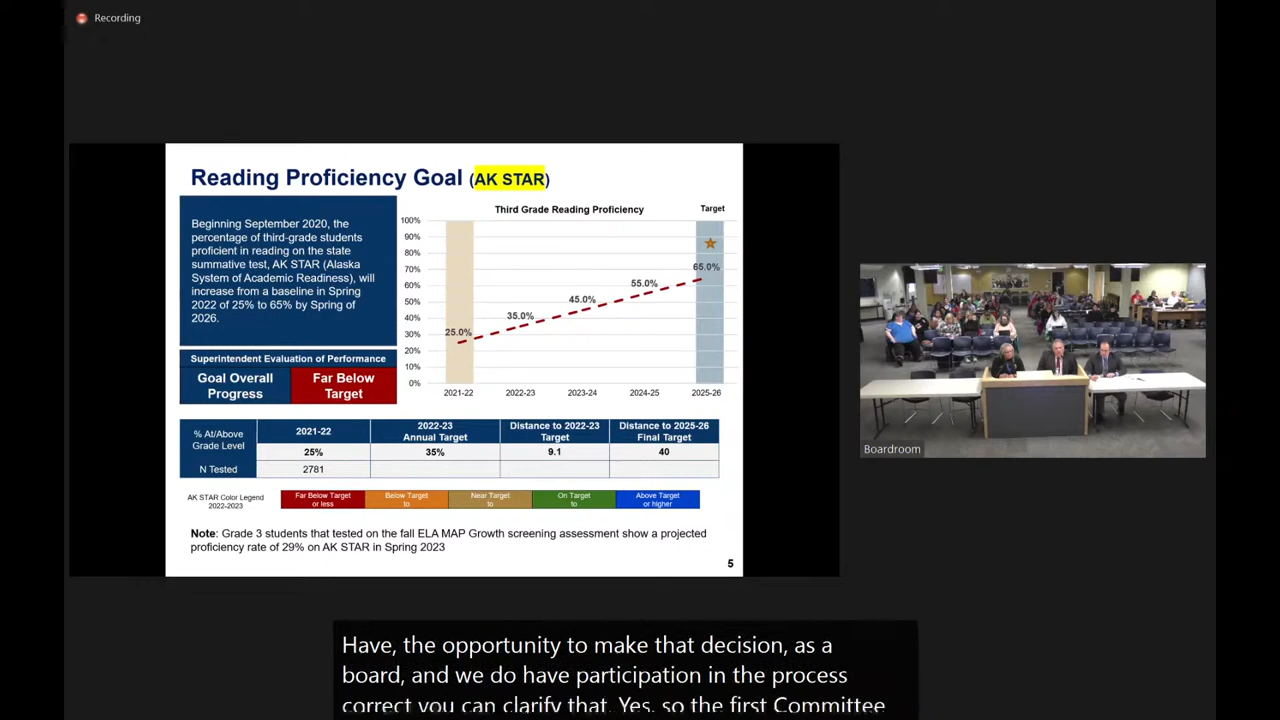 Recording
Reading Proficiency Goal (AK STAR)
Beginning September 2020, the
percentage of third-grade students
proficient in reading on the state
summative test, AK STAR (Alaska
System of Academic Readiness), will
increase from a baseline in Spring
2022 of 25% to 65% by Spring of
2026.
Superintendent Evaluation of Performance
Goal Overall
Progress
Far Below
Target
Third Grade Reading Proficiency
Target
100%
90%
80%
70%
60%
50%
40%
30%
20%
10%
0%
25.0%
35.0%
45.0%
55.0%
65.0%
2021-22 2022-23 2023-24 2024-25 2025-26
% At/Above
Grade Level
2021-22
2022-23
Annual Target
Distance to 2022-23
Target
Distance to 2025-26
Final Target
25% 35% 9.1 40
N Tested 2781
AK STAR Color Legend
2022-2023
Far Below Target
or less
Below Target
to
Near Target
to
On Target
to
Above Target
or higher
Note: Grade 3 students that tested on the fall ELA MAP Growth screening assessment show a projected
proficiency rate of 29% on AK STAR in Spring 2023
5
Boardroom
Have, the opportunity to make that decision, as a
board, and we do have participation in the process
correct you can clarify that. Yes, so the first Committee